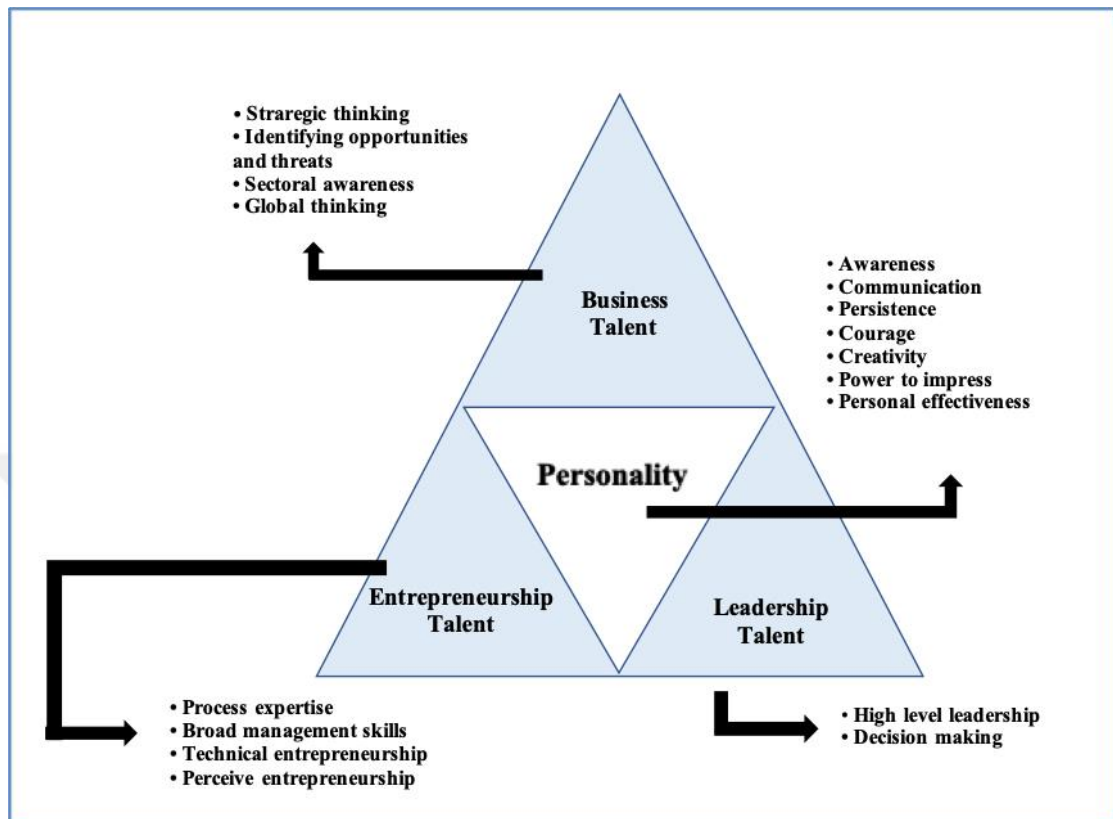 • Straregic thinking
• Identifying opportunities
and threats
• Sectoral awareness
• Global thinking
• Awareness
• Communication
• Persistence
• Courage
• Creativity
• Power to impress
• Personal effectiveness
Business
Talent
Personality
Entrepreneurship
Talent
Leadership
Talent
• Process expertise
• Broad management skills
• Technical entrepreneurship
• Perceive entrepreneurship
• High level leadership
• Decision making